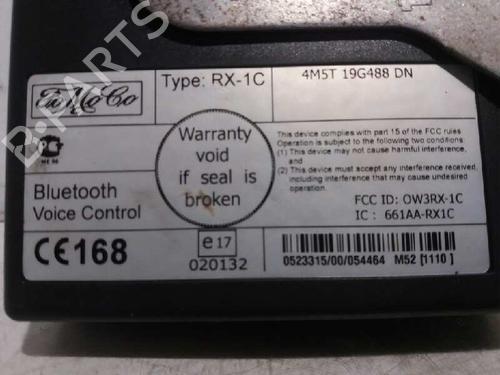 B-PARTS
FoMoCo
Type: RX-1C
4M5T 19G488 DN
Warranty
void
if seal is
broken
This device complies with part 15 of the FCC rules
Operation is subject to the following two conditions:
(1) This device may not cause harmful interference,
and
(2) This device must accept any interference received,
including interference that may cause undesired
operation.
Bluetooth
Voice Control
FCC ID: OW3RX-1C
IC : 661AA-RX1C
CE168
e17
020132
0523315/00/054464 M52 [1110]